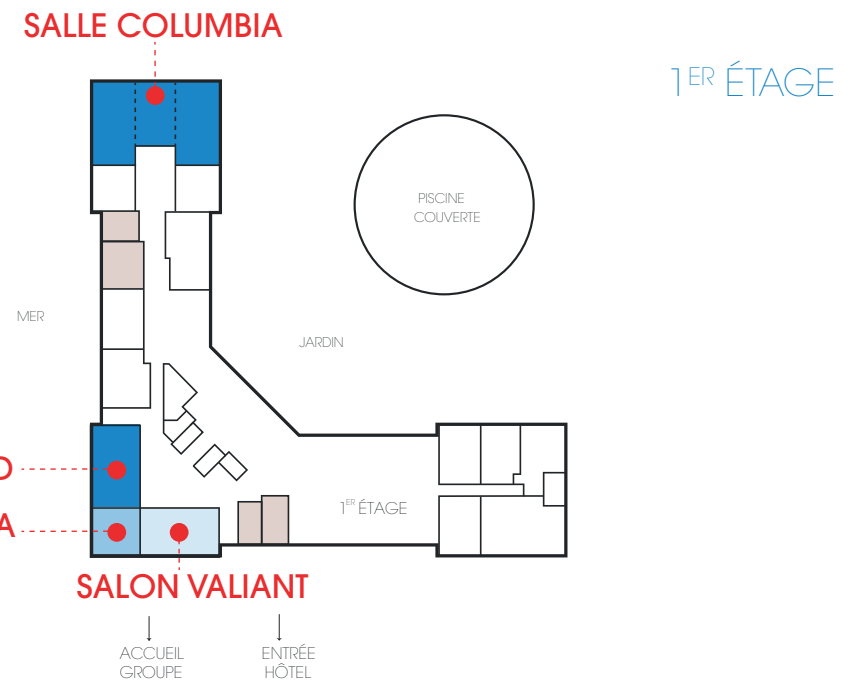 SALLE COLUMBIA
1ER ÉTAGE
PISCINE
COUVERTE
MER
JARDIN
1ER ÉTAGE
SALON VALIANT
ACCUEIL
GROUPE
ENTRÉE
HÔTEL